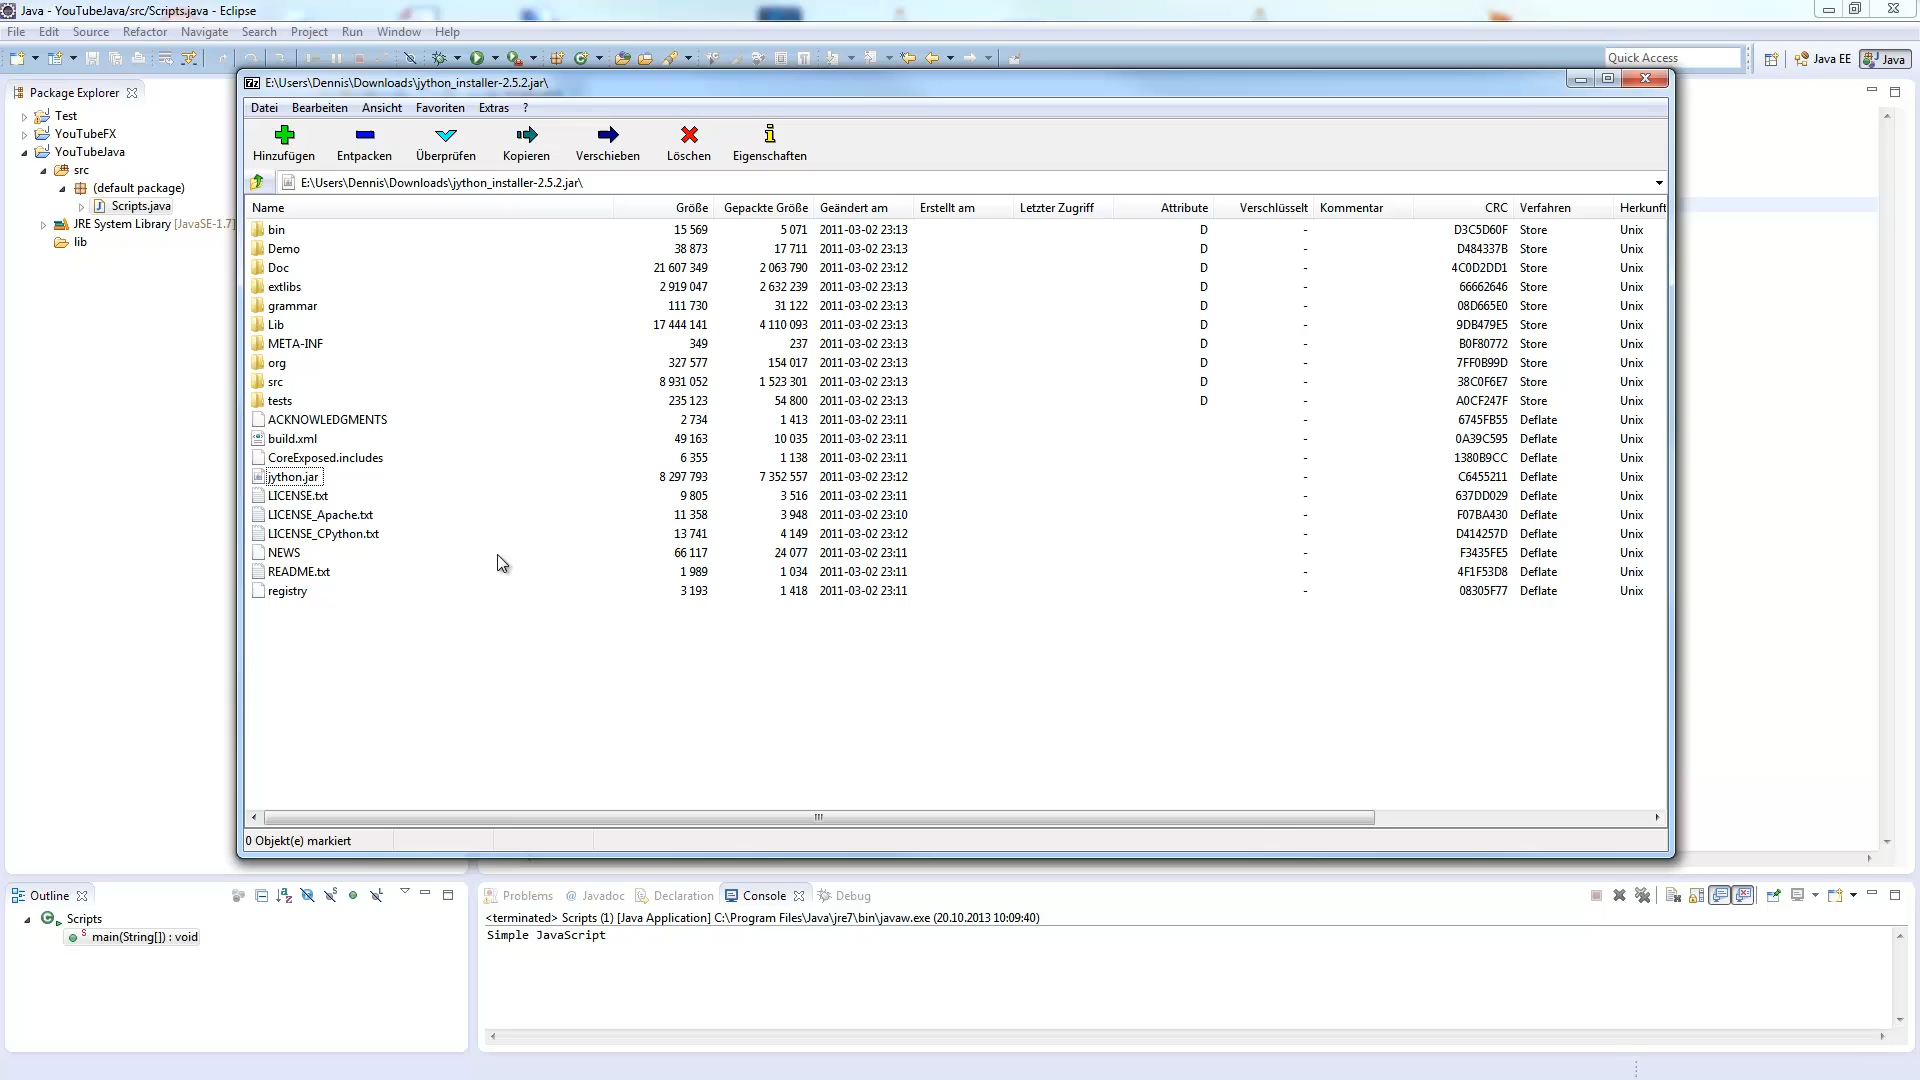 Java - YouTubeJava/src/Scripts.java - Eclipse
File Edit Source Refactor Navigate Search Project Run Window Help
Quick Access Java EE Java
Package Explorer
Test
YouTubeFX
YouTubeJava
src
(default package)
Scripts.java
JRE System Library [JavaSE-1.7]
lib
7z E:\Users\Dennis\Downloads\jython_installer-2.5.2.jar\
Datei Bearbeiten Ansicht Favoriten Extras ?
Hinzufügen Entpacken Überprüfen Kopieren Verschieben Löschen Eigenschaften
E:\Users\Dennis\Downloads\jython_installer-2.5.2.jar\
Name Größe Gepackte Größe Geändert am Erstellt am Letzter Zugriff Attribute Verschlüsselt Kommentar CRC Verfahren Herkunft
bin 15 569 5 071 2011-03-02 23:13 D - D3C5D60F Store Unix
Demo 38 873 17 711 2011-03-02 23:13 D - D484337B Store Unix
Doc 21 607 349 2 063 790 2011-03-02 23:12 D - 4C0D2DD1 Store Unix
extlibs 2 919 047 2 632 239 2011-03-02 23:13 D - 66662646 Store Unix
grammar 111 730 31 122 2011-03-02 23:13 D - 08D665E0 Store Unix
Lib 17 444 141 4 110 093 2011-03-02 23:13 D - 9DB479E5 Store Unix
META-INF 349 237 2011-03-02 23:13 D - B0F80772 Store Unix
org 327 577 154 017 2011-03-02 23:13 D - 7FF0B99D Store Unix
src 8 931 052 1 523 301 2011-03-02 23:13 D - 38C0F6E7 Store Unix
tests 235 123 54 800 2011-03-02 23:13 D - A0CF247F Store Unix
ACKNOWLEDGMENTS 2 734 1 413 2011-03-02 23:11 - 6745FB55 Deflate Unix
build.xml 49 163 10 035 2011-03-02 23:11 - 0A39C595 Deflate Unix
CoreExposed.includes 6 355 1 138 2011-03-02 23:11 - 1380B9CC Deflate Unix
jython.jar 8 297 793 7 352 557 2011-03-02 23:12 - C6455211 Deflate Unix
LICENSE.txt 9 805 3 516 2011-03-02 23:11 - 637DD029 Deflate Unix
LICENSE_Apache.txt 11 358 3 948 2011-03-02 23:10 - F07BA430 Deflate Unix
LICENSE_CPython.txt 13 741 4 149 2011-03-02 23:12 - D414257D Deflate Unix
NEWS 66 117 24 077 2011-03-02 23:11 - F3435FE5 Deflate Unix
README.txt 1 989 1 034 2011-03-02 23:11 - 4F1F53D8 Deflate Unix
registry 3 193 1 418 2011-03-02 23:11 - 08305F77 Deflate Unix
0 Objekt(e) markiert
Outline
Scripts
main(String[]) : void
Problems Javadoc Declaration Console Debug
<terminated> Scripts (1) [Java Application] C:\Program Files\Java\jre7\bin\javaw.exe (20.10.2013 10:09:40)
Simple JavaScript